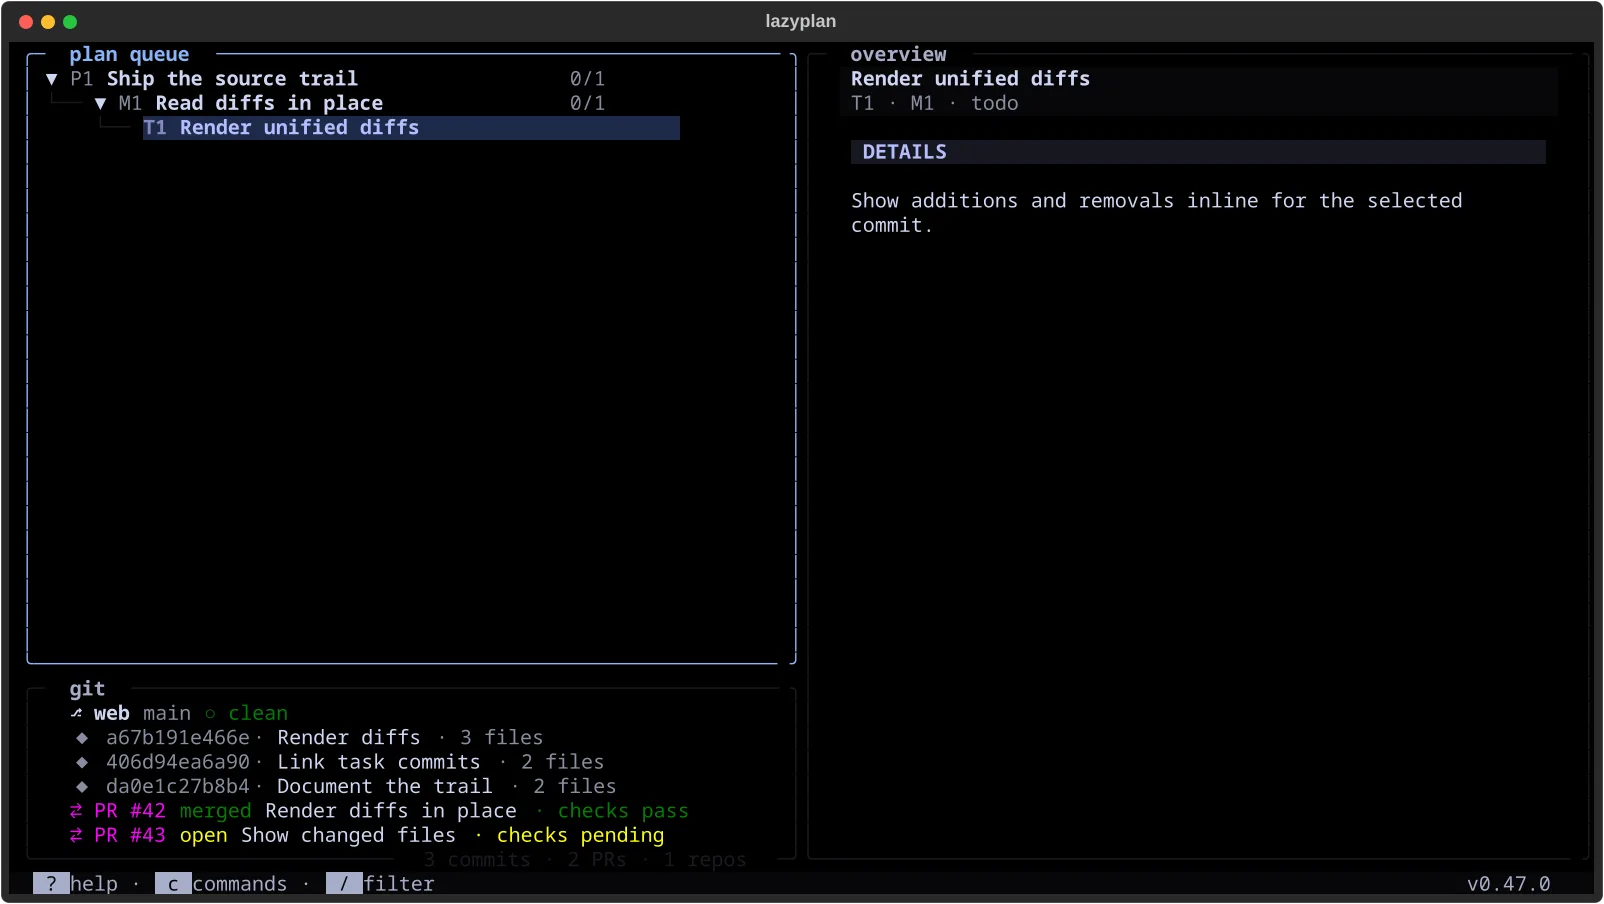 lazyplan
plan queue
▼ P1 Ship the source trail 0/1
▼ M1 Read diffs in place 0/1
T1 Render unified diffs
overview
Render unified diffs
T1 · M1 · todo
DETAILS
Show additions and removals inline for the selected
commit.
git
web main ○ clean
◆ a67b191e466e · Render diffs · 3 files
◆ 406d94ea6a90 · Link task commits · 2 files
◆ da0e1c27b8b4 · Document the trail · 2 files
⇄ PR #42 merged Render diffs in place · checks pass
⇄ PR #43 open Show changed files · checks pending
3 commits · 2 PRs · 1 repos
? help · c commands · / filter
v0.47.0